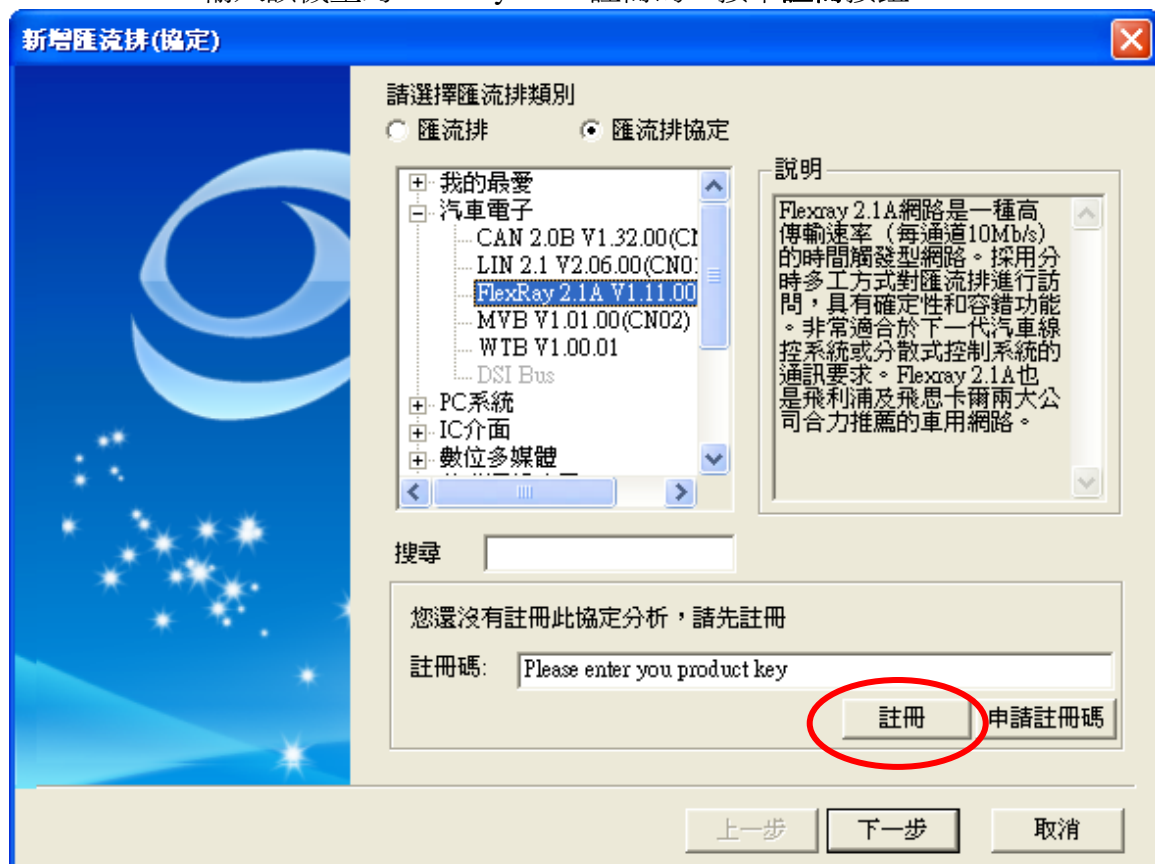 新增匯流排(協定)
請選擇匯流排類別
匯流排
匯流排協定
我的最愛
汽車電子
CAN 2.0B V1.32.00(CN
LIN 2.1 V2.06.00(CN0
FlexRay 2.1A V1.11.00
MVB V1.01.00(CN02)
WTB V1.00.01
DSI Bus
PC系統
IC介面
數位多媒體
說明
Flexray 2.1A網路是一種高
傳輸速率（每通道10Mb/s）
的時間觸發型網路。採用分
時多工方式對匯流排進行訪
問，具有確定性和容錯功能
。非常適合於下一代汽車線
控系統或分散式控制系統的
通訊要求。Flexray 2.1A也
是飛利浦及飛思卡爾兩大公
司合力推薦的車用網路。
搜尋
您還沒有註冊此協定分析，請先註冊
註冊碼:
Please enter you product key
註冊
申請註冊碼
上一步
下一步
取消